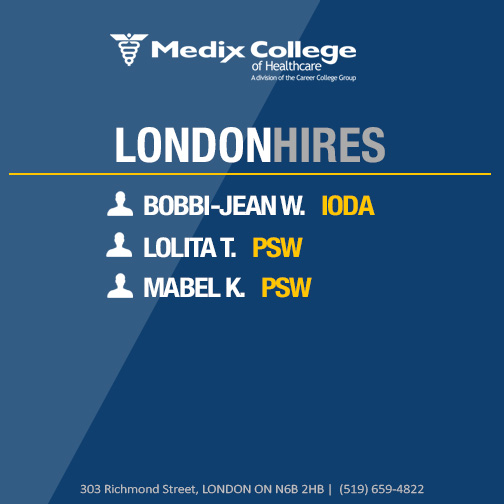 Medix College
of Healthcare
A division of the Career College Group
LONDONHIRES
BOBBI-JEAN W. IODA
LOLITA T. PSW
MABEL K. PSW
303 Richmond Street, LONDON ON N6B 2HB | (519) 659-4822